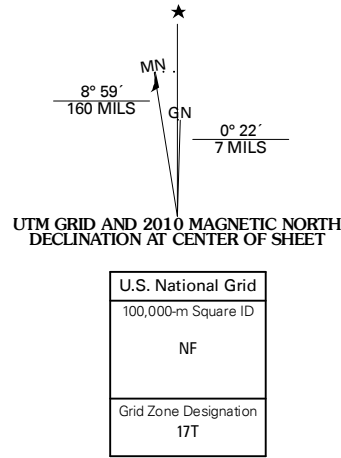 ★
MN
GN
8° 59´
160 MILS
0° 22´
7 MILS
UTM GRID AND 2010 MAGNETIC NORTH
DECLINATION AT CENTER OF SHEET
U.S. National Grid
100,000-m Square ID
NF
Grid Zone Designation
17T